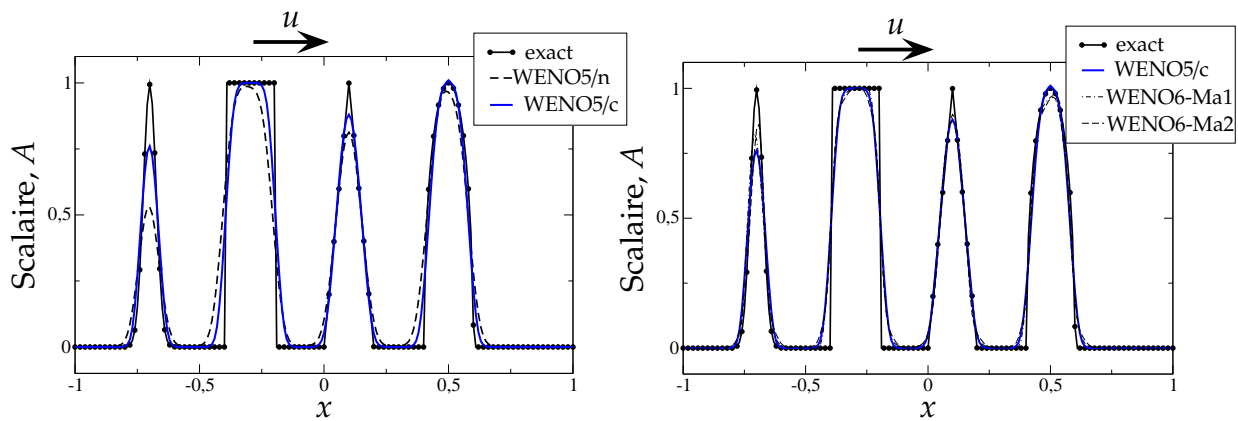 u
exact
WENO5/n
WENO5/c
Scalaire, A
1
0,5
0
-1
-0,5
0
0,5
1
x
u
exact
WENO5/c
WENO6-Ma1
WENO6-Ma2
Scalaire, A
1
0,5
0
-1
-0,5
0
0,5
1
x